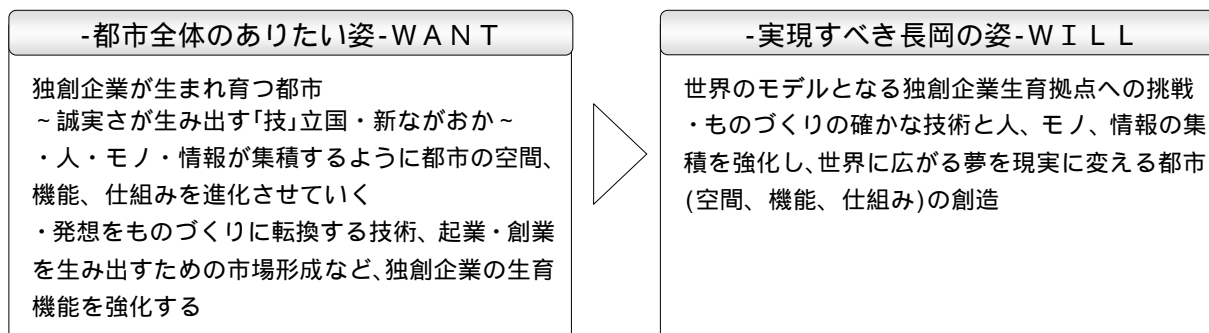 -都市全体のありたい姿-ＷＡＮＴ
独創企業が生まれ育つ都市
~誠実さが生み出す｢技｣立国・新ながおか~
・人・モノ・情報が集積するように都市の空間、
機能、仕組みを進化させていく
・発想をものづくりに転換する技術、起業・創業
を生み出すための市場形成など、独創企業の生育
機能を強化する
-実現すべき長岡の姿-ＷＩＬＬ
世界のモデルとなる独創企業生育拠点への挑戦
・ものづくりの確かな技術と人、モノ、情報の集
積を強化し、世界に広がる夢を現実に変える都市
(空間、機能、仕組み)の創造